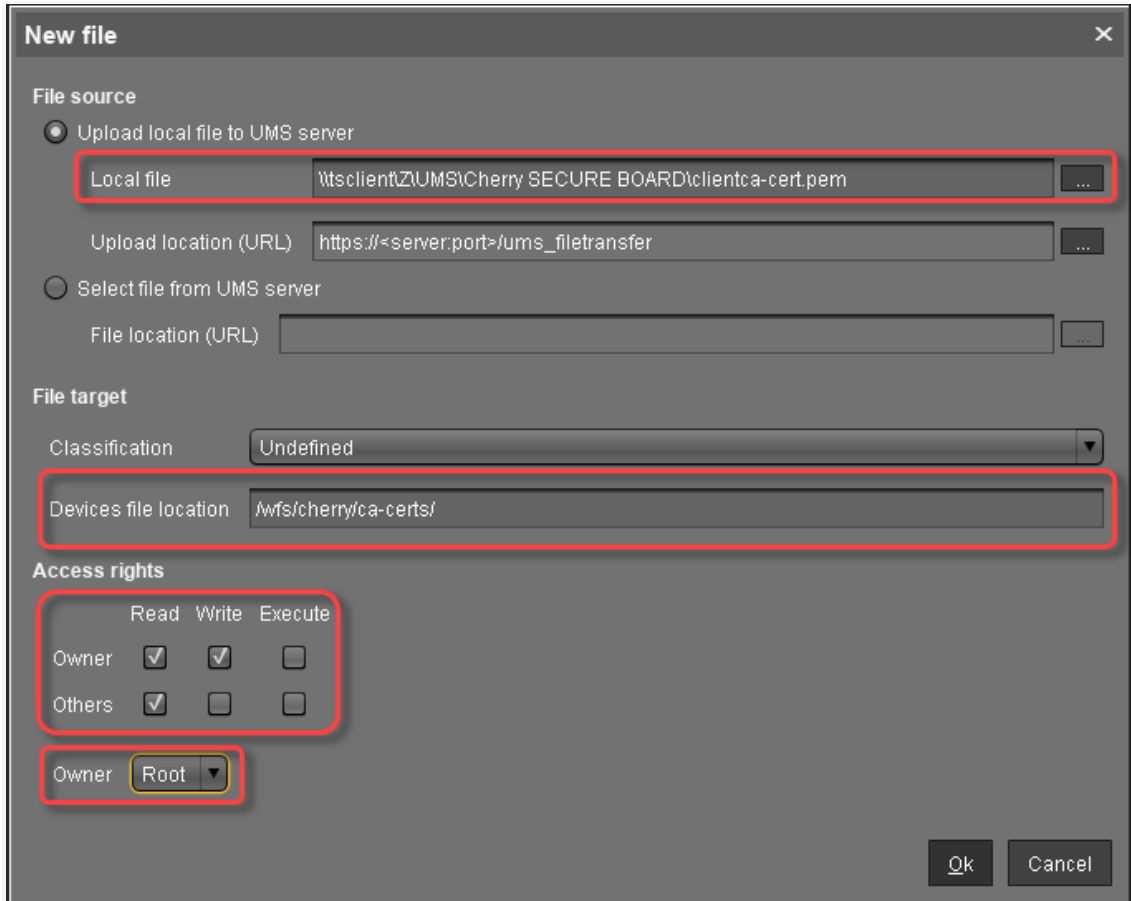 New file
File source
Upload local file to UMS server
Local file \\tsclient\Z\UMS\Cherry SECURE BOARD\clientca-cert.pem ...
Upload location (URL) https://<server:port>/ums_filetransfer ...
Select file from UMS server
File location (URL) ...
File target
Classification Undefined
Devices file location /wfs/cherry/ca-certs/
Access rights
Read Write Execute
Owner
Others
Owner Root
Ok Cancel